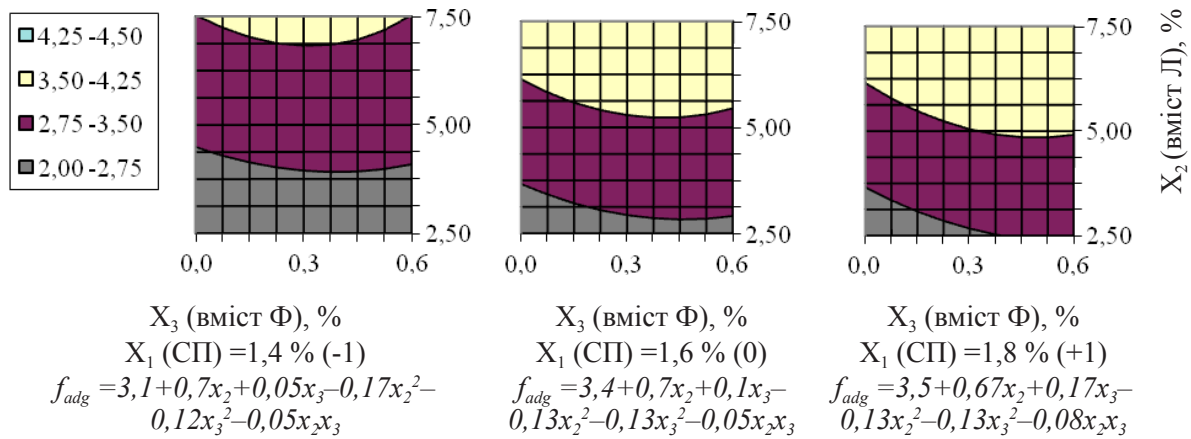 4,25 -4,50
3,50 -4,25
2,75 -3,50
2,00 -2,75
7,50
5,00
2,50
0,0 0,3 0,6
X₃ (вміст Ф), %
X₁ (СП) =1,4 % (-1)
f_adg =3,1+0,7x₂+0,05x₃–0,17x₂²–
0,12x₃²–0,05x₂x₃
7,50
5,00
2,50
0,0 0,3 0,6
X₃ (вміст Ф), %
X₁ (СП) =1,6 % (0)
f_adg =3,4+0,7x₂+0,1x₃–
0,13x₂²–0,13x₃²–0,05x₂x₃
7,50
5,00
2,50
0,0 0,3 0,6
X₃ (вміст Ф), %
X₁ (СП) =1,8 % (+1)
f_adg =3,5+0,67x₂+0,17x₃–
0,13x₂²–0,13x₃²–0,08x₂x₃
X₂ (вміст Л), %